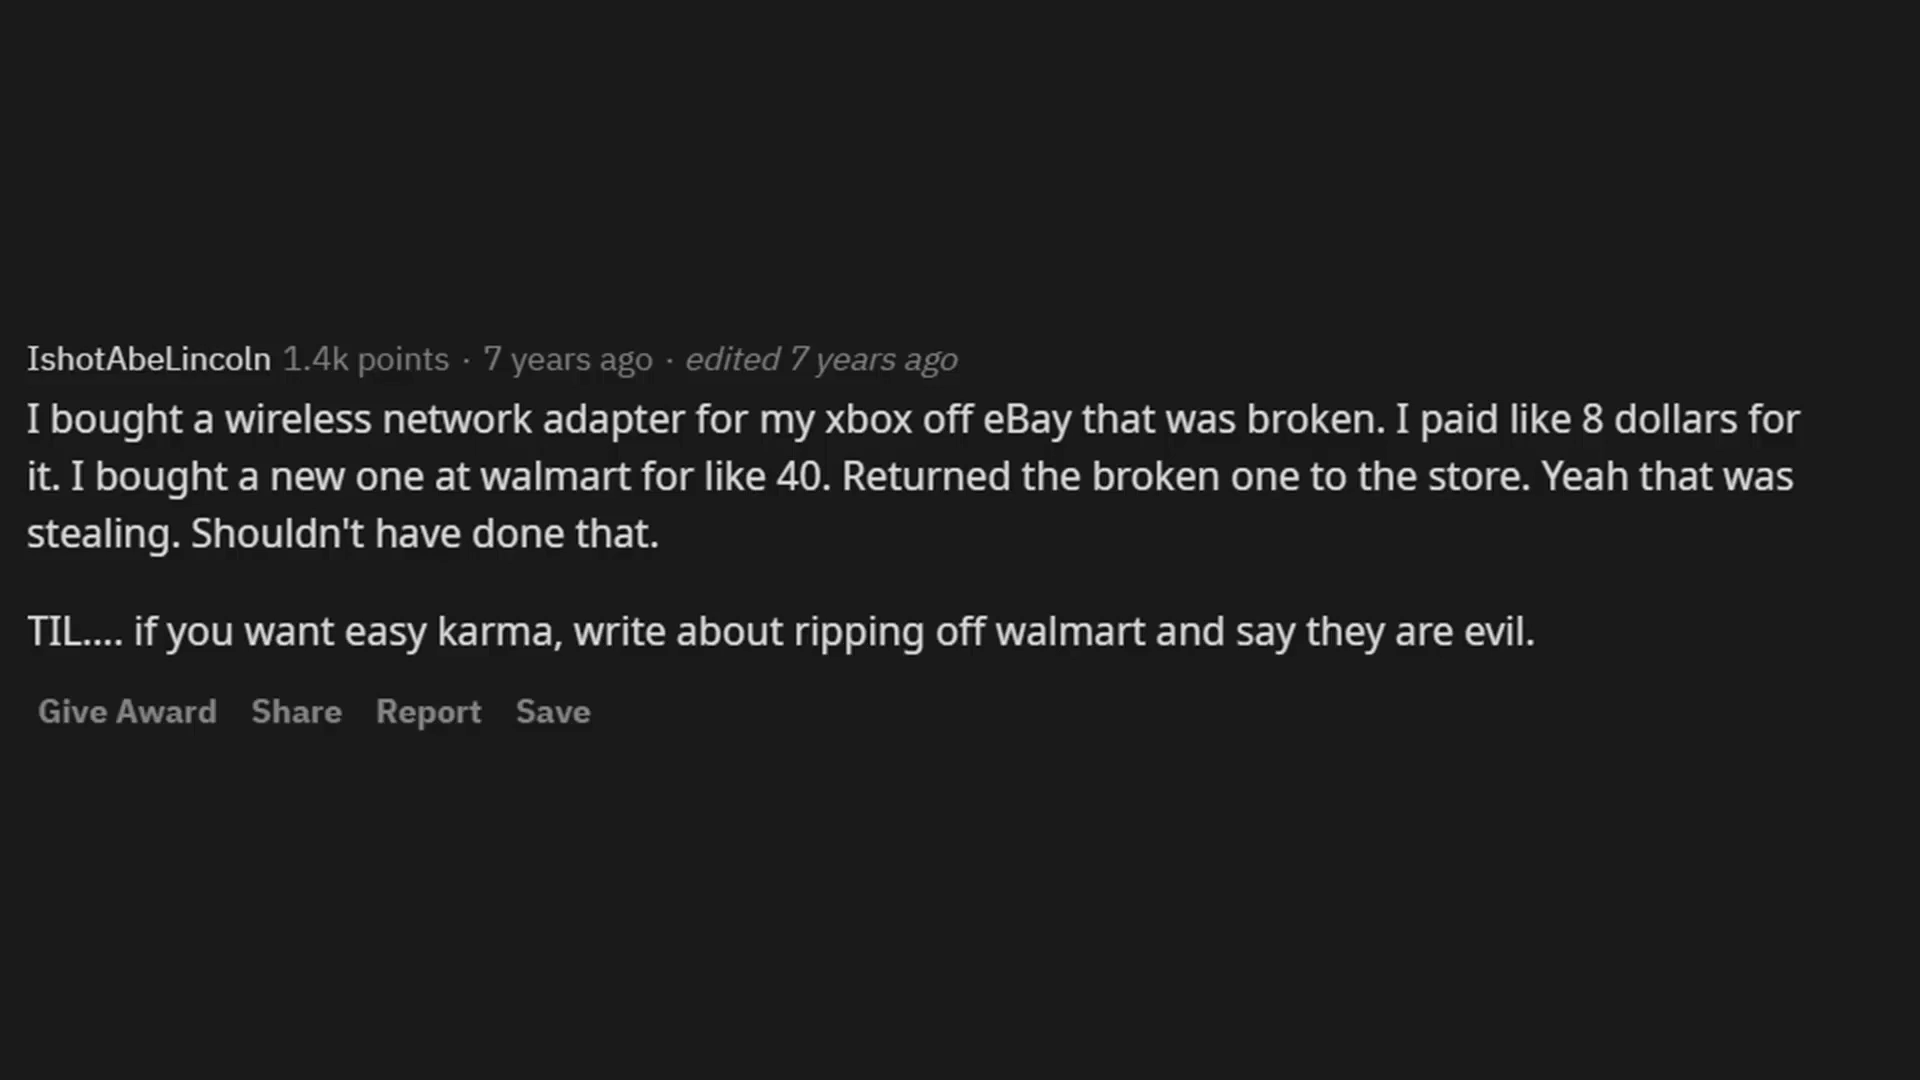 IshotAbeLincoln 1.4k points · 7 years ago · edited 7 years ago
I bought a wireless network adapter for my xbox off eBay that was broken. I paid like 8 dollars for
it. I bought a new one at walmart for like 40. Returned the broken one to the store. Yeah that was
stealing. Shouldn't have done that.
TIL.... if you want easy karma, write about ripping off walmart and say they are evil.
Give Award Share Report Save